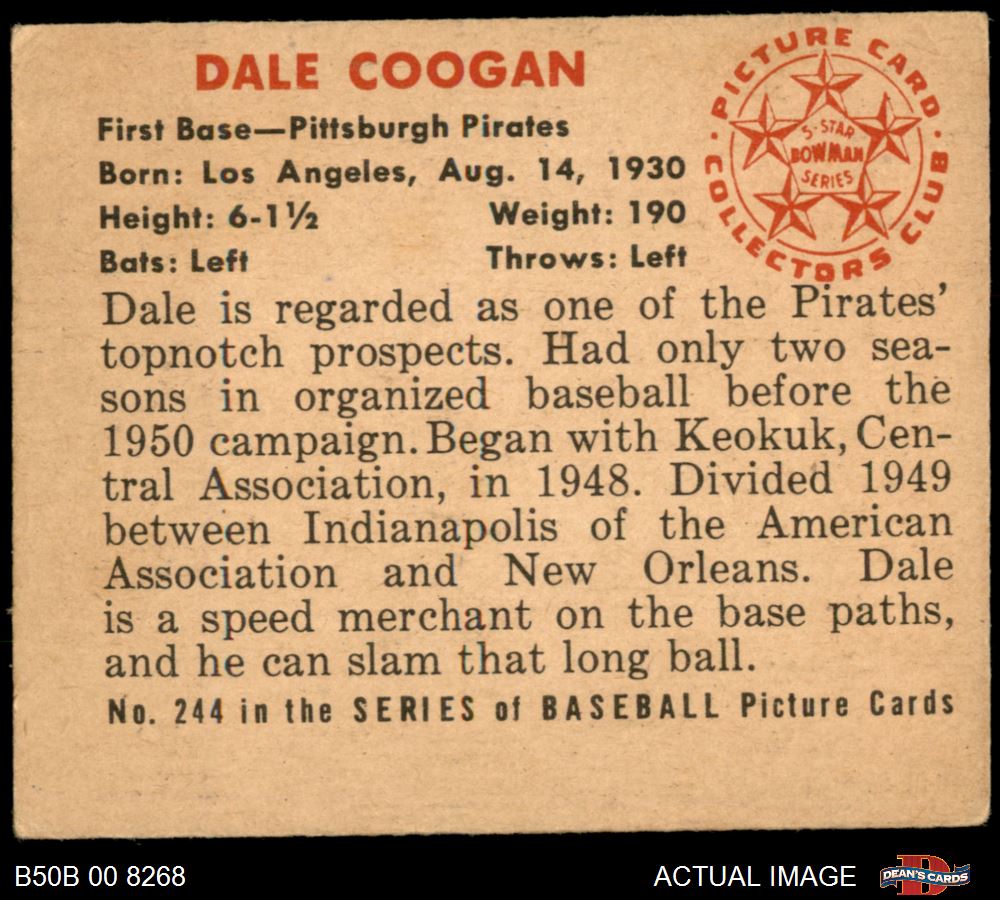 DALE COOGAN
First Base—Pittsburgh Pirates
Born: Los Angeles, Aug. 14, 1930
Height: 6-1½ Weight: 190
Bats: Left Throws: Left
PICTURE CARD
COLLECTORS CLUB
5-STAR
BOWMAN
SERIES
Dale is regarded as one of the Pirates'
topnotch prospects. Had only two sea-
sons in organized baseball before the
1950 campaign. Began with Keokuk, Cen-
tral Association, in 1948. Divided 1949
between Indianapolis of the American
Association and New Orleans. Dale
is a speed merchant on the base paths,
and he can slam that long ball.
No. 244 in the SERIES of BASEBALL Picture Cards
B50B 00 8268
ACTUAL IMAGE
D
DEAN'S CARDS